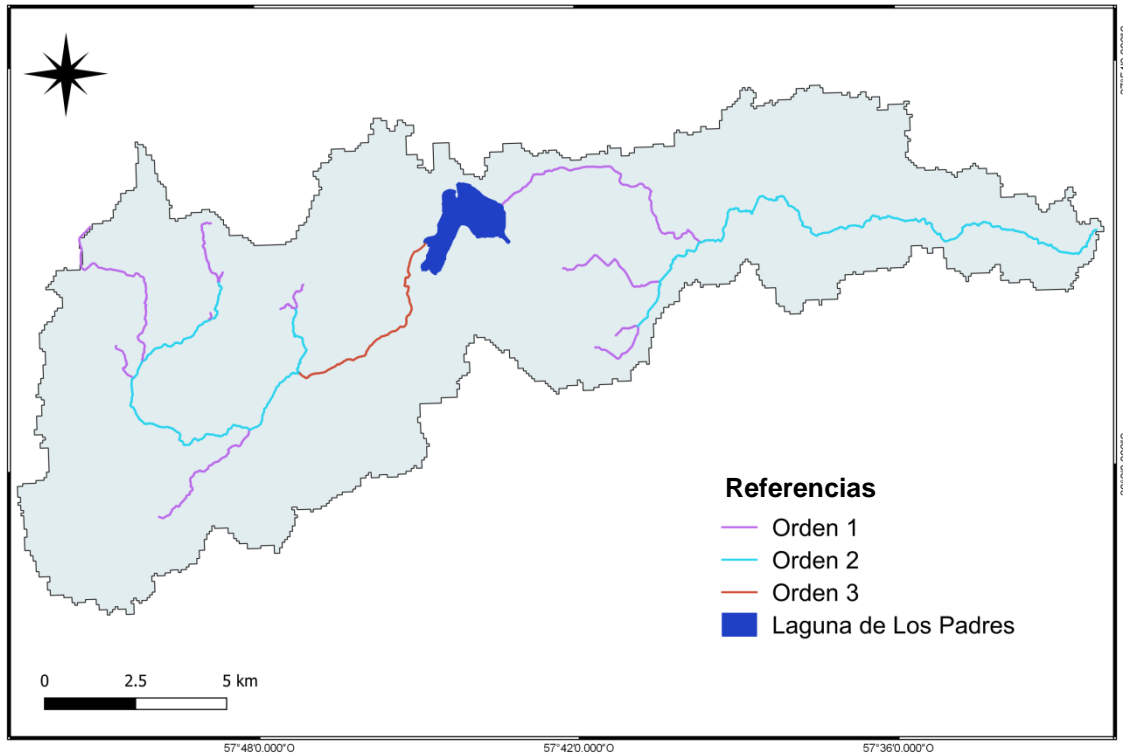 Referencias
Orden 1
Orden 2
Orden 3
Laguna de Los Padres
0 2.5 5 km
57°48'0.000"O 57°42'0.000"O 57°36'0.000"O